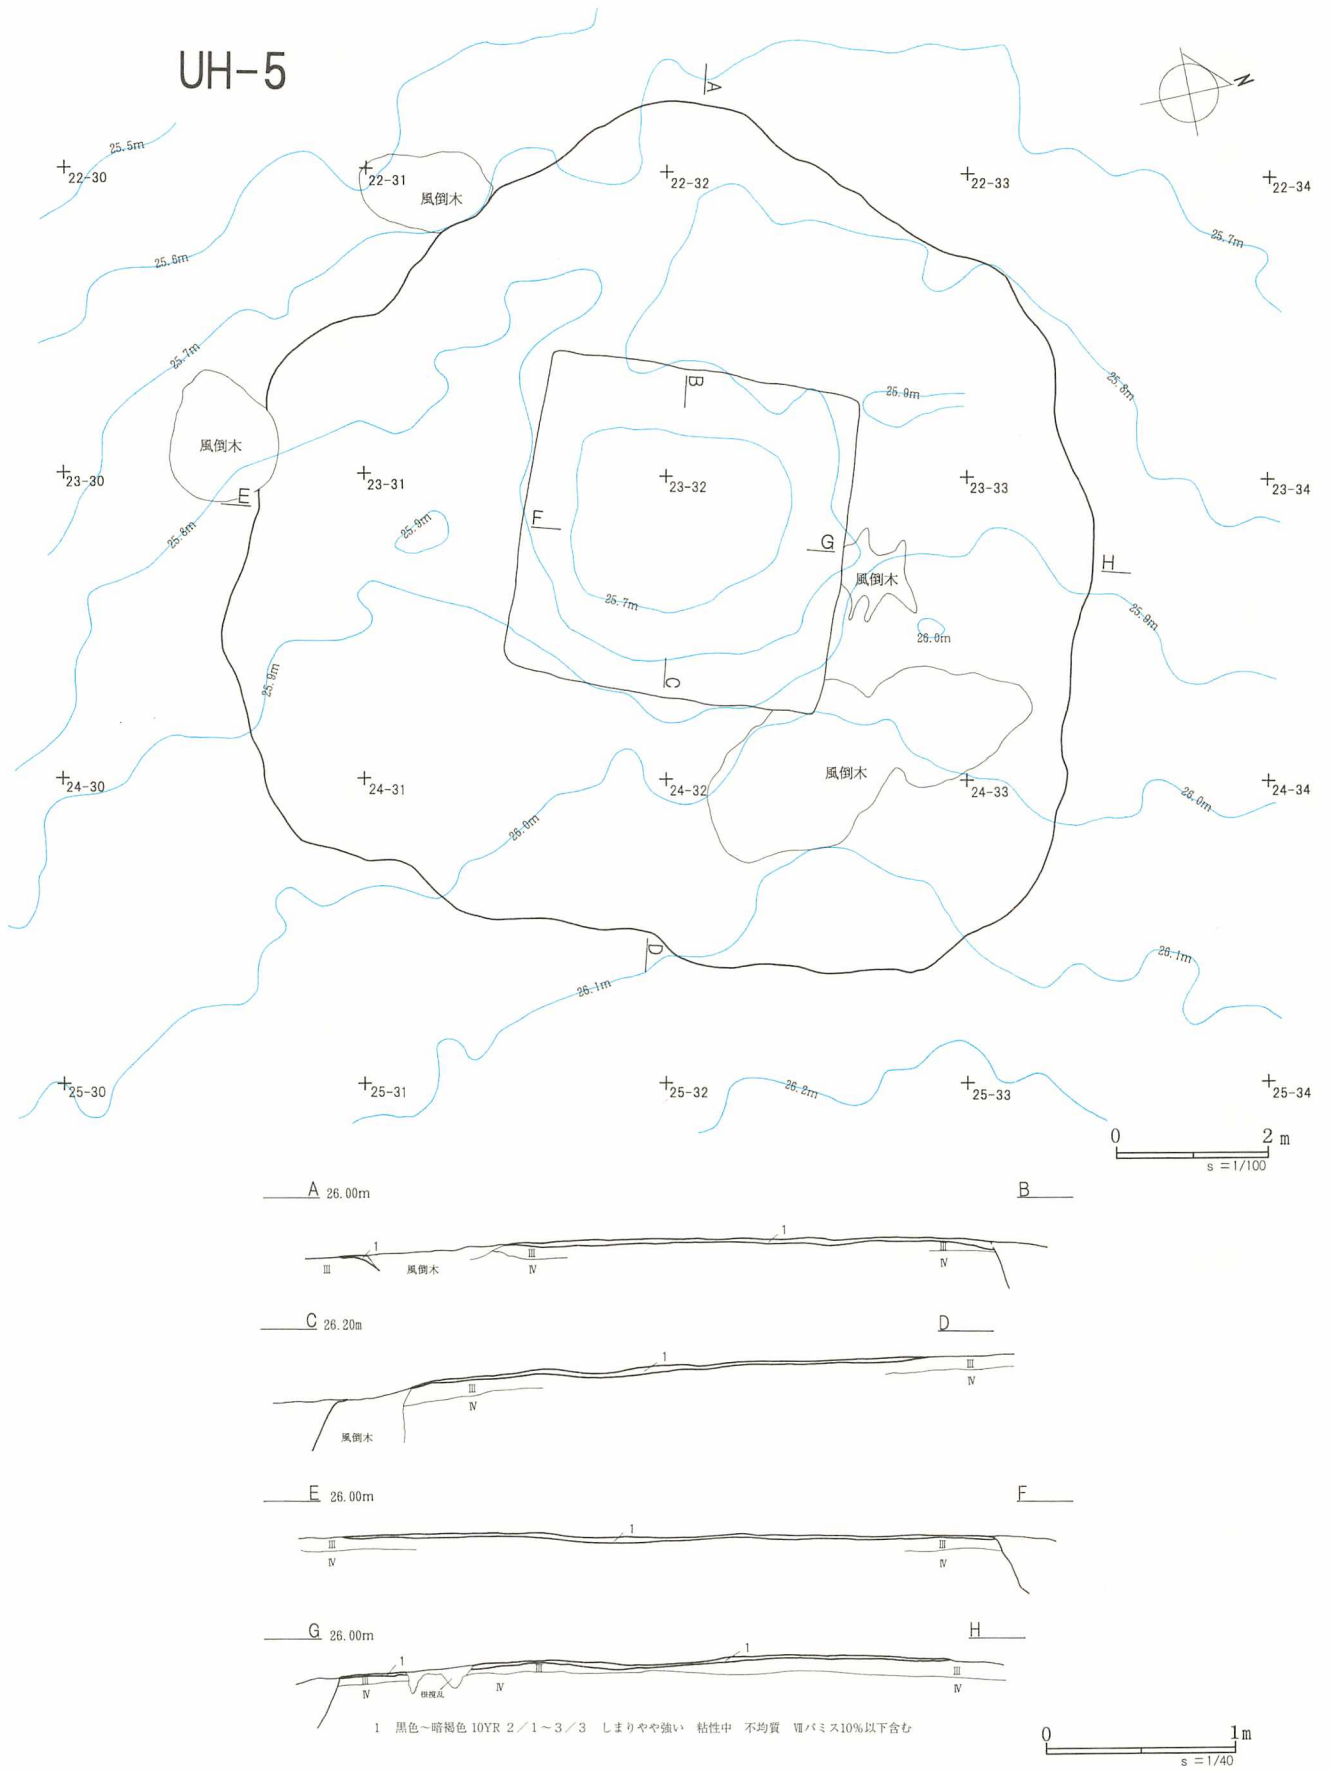 UH-5
A
N
25.5m
22-30
22-31
風倒木
22-32
22-33
22-34
25.6m
25.7m
25.7m
B
25.8m
25.9m
風倒木
23-30
E
23-31
23-32
23-33
23-34
25.8m
25.9m
F
G
H
風倒木
25.7m
25.9m
26.0m
25.9m
C
24-30
24-31
24-32
風倒木
24-33
24-34
26.0m
26.0m
D
26.1m
26.1m
25-30
25-31
25-32
26.2m
25-33
25-34
0 2 m
s =1/100
A 26.00m B
1
1
Ⅲ
風倒木
Ⅲ
Ⅳ
Ⅲ
Ⅳ
C 26.20m D
1
Ⅲ
Ⅳ
Ⅲ
Ⅳ
風倒木
E 26.00m F
1
Ⅲ
Ⅳ
Ⅲ
Ⅳ
G 26.00m H
1
1
Ⅲ
Ⅳ
樹攪乱
Ⅲ
Ⅳ
Ⅲ
Ⅳ
1 黒色~暗褐色 10YR 2/1~3/3 しまりやや強い 粘性中 不均質 Ⅶパミス10%以下含む
0 1m
s =1/40